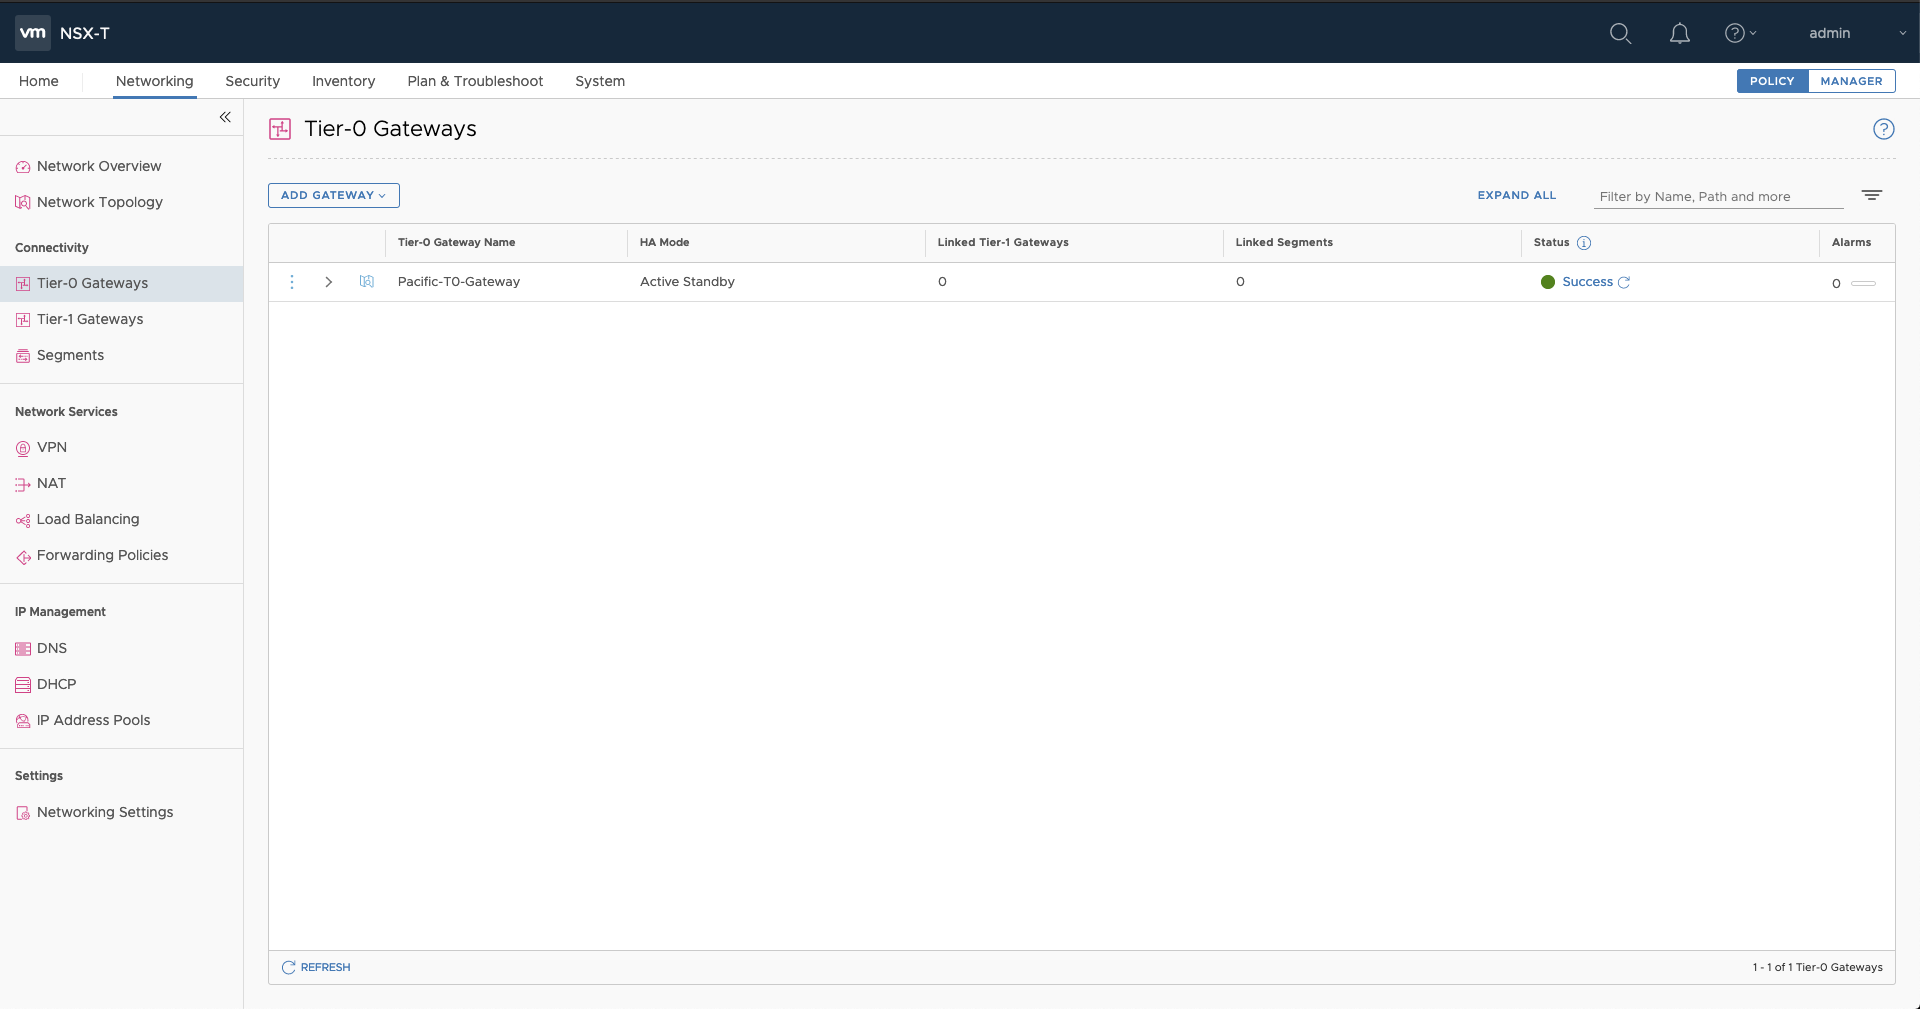 vm NSX-T
admin
Home Networking Security Inventory Plan & Troubleshoot System POLICY MANAGER
Network Overview
Network Topology
Connectivity
Tier-0 Gateways
Tier-1 Gateways
Segments
Network Services
VPN
NAT
Load Balancing
Forwarding Policies
IP Management
DNS
DHCP
IP Address Pools
Settings
Networking Settings
Tier-0 Gateways
ADD GATEWAY EXPAND ALL Filter by Name, Path and more
Tier-0 Gateway Name HA Mode Linked Tier-1 Gateways Linked Segments Status Alarms
Pacific-T0-Gateway Active Standby 0 0 Success 0
REFRESH 1 - 1 of 1 Tier-0 Gateways